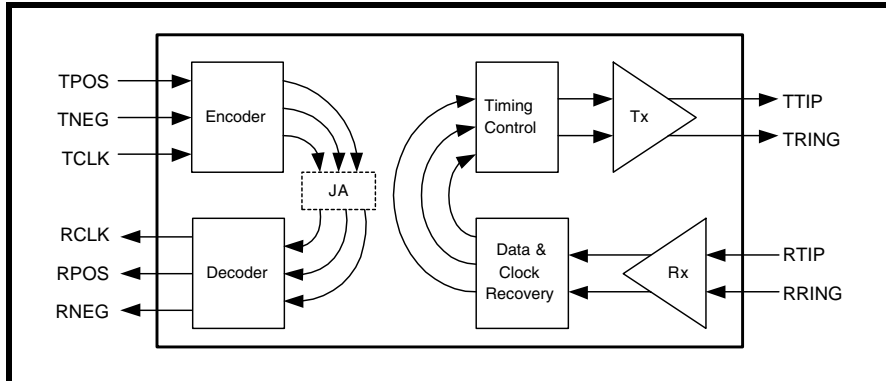 TPOS
TNEG
TCLK
Encoder
JA
RCLK
RPOS
RNEG
Decoder
Timing
Control
Tx
TTIP
TRING
Data &
Clock
Recovery
Rx
RTIP
RRING